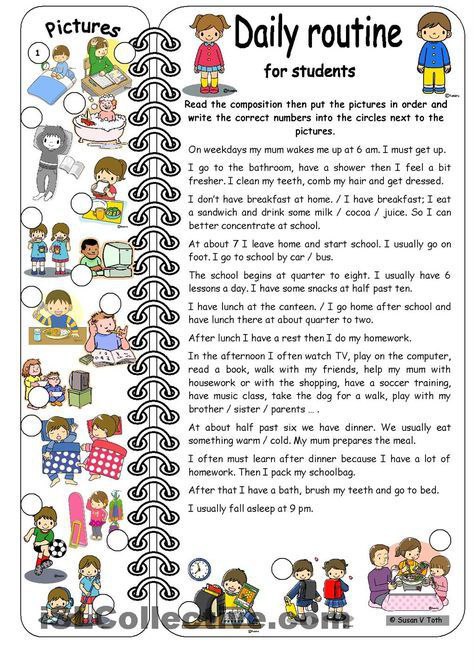 Pictures
1
Daily routine
for students
Read the composition then put the pictures in order and
write the correct numbers into the circles next to the
pictures.
On weekdays my mum wakes me up at 6 am. I must get up.
I go to the bathroom, have a shower then I feel a bit
fresher. I clean my teeth, comb my hair and get dressed.
I don't have breakfast at home. / I have breakfast; I eat
a sandwich and drink some milk / cocoa / juice. So I can
better concentrate at school.
At about 7 I leave home and start school. I usually go on
foot. I go to school by car / bus.
The school begins at quarter to eight. I usually have 6
lessons a day. I have some snacks at half past ten.
I have lunch at the canteen. / I go home after school and
have lunch there at about quarter to two.
After lunch I have a rest then I do my homework.
In the afternoon I often watch TV, play on the computer,
read a book, walk with my friends, help my mum with
housework or with the shopping, have a soccer training,
have music class, take the dog for a walk, play with my
brother / sister / parents ... .
At about half past six we have dinner. We usually eat
something warm / cold. My mum prepares the meal.
I often must learn after dinner because I have a lot of
homework. Then I pack my schoolbag.
After that I have a bath, brush my teeth and go to bed.
I usually fall asleep at 9 pm.
iSLCollective.com
© Susan V Toth